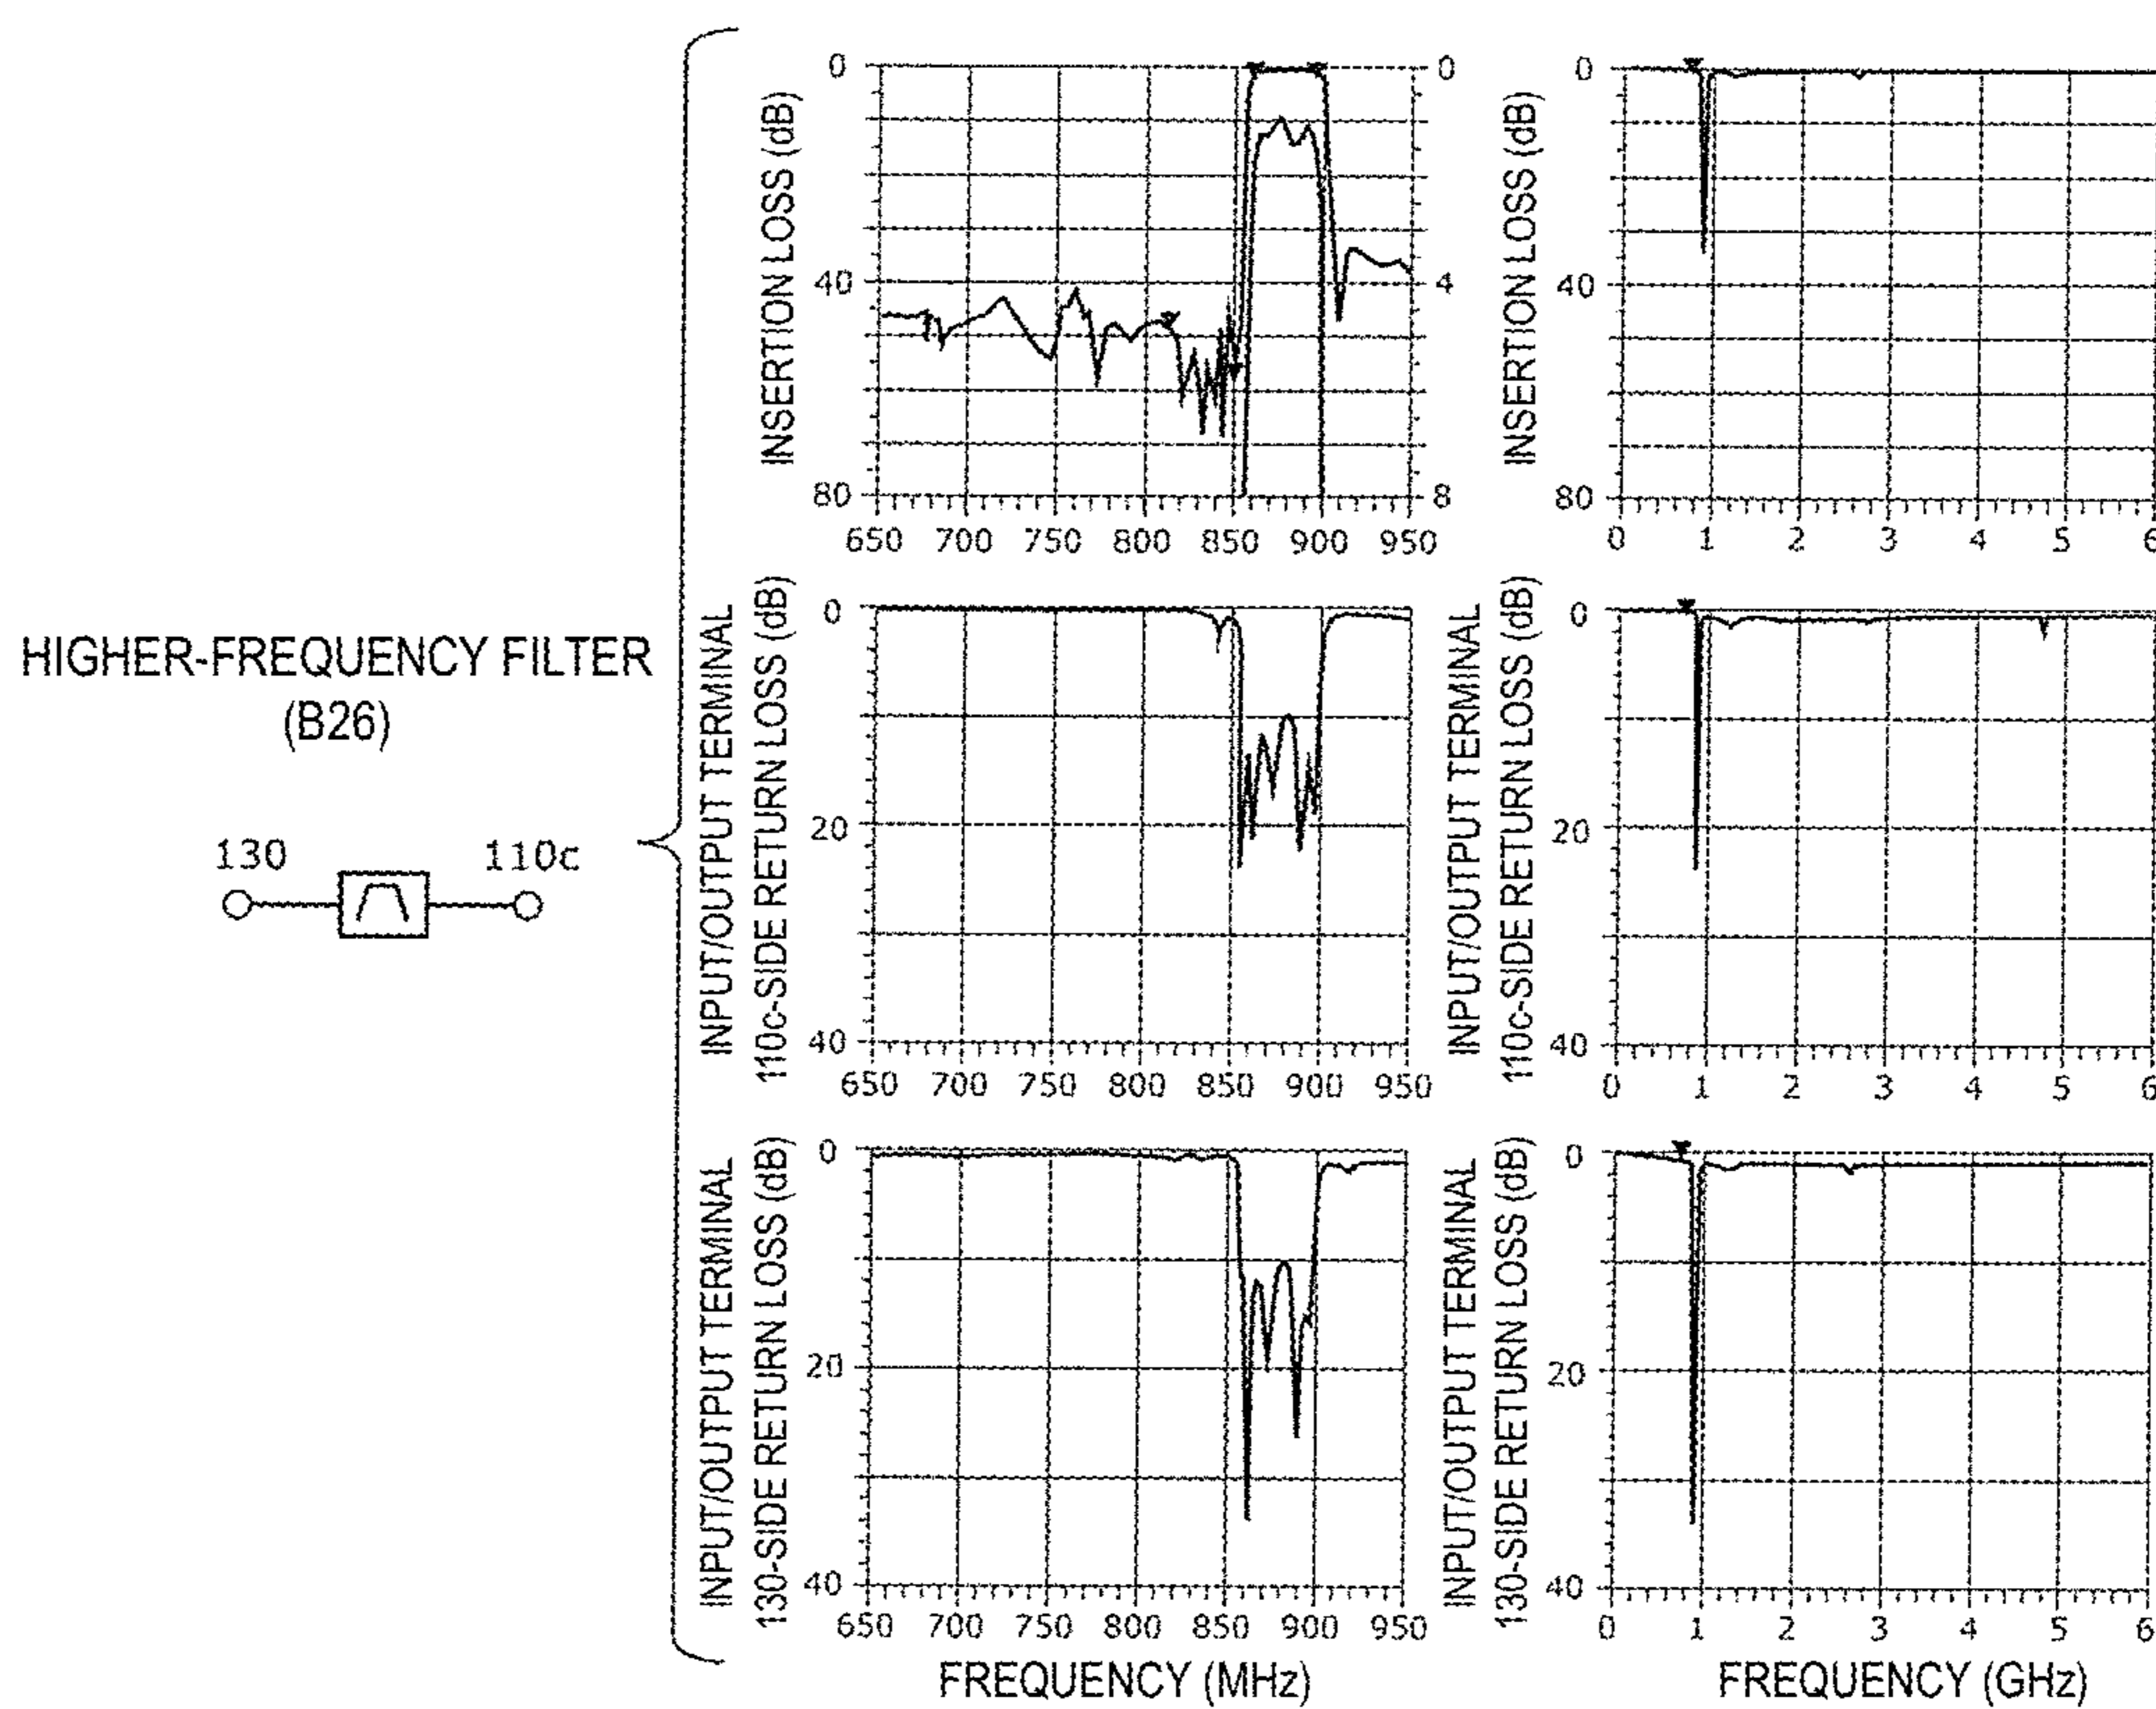 HIGHER-FREQUENCY FILTER
(B26)
130
110c
INSERTION LOSS (dB)
0
40
80
0
4
8
650 700 750 800 850 900 950
INSERTION LOSS (dB)
0
40
80
0 1 2 3 4 5 6
INPUT/OUTPUT TERMINAL
110c-SIDE RETURN LOSS (dB)
0
20
40
650 700 750 800 850 900 950
INPUT/OUTPUT TERMINAL
110c-SIDE RETURN LOSS (dB)
0
20
40
0 1 2 3 4 5 6
INPUT/OUTPUT TERMINAL
130-SIDE RETURN LOSS (dB)
0
20
40
650 700 750 800 850 900 950
FREQUENCY (MHz)
INPUT/OUTPUT TERMINAL
130-SIDE RETURN LOSS (dB)
0
20
40
0 1 2 3 4 5 6
FREQUENCY (GHz)